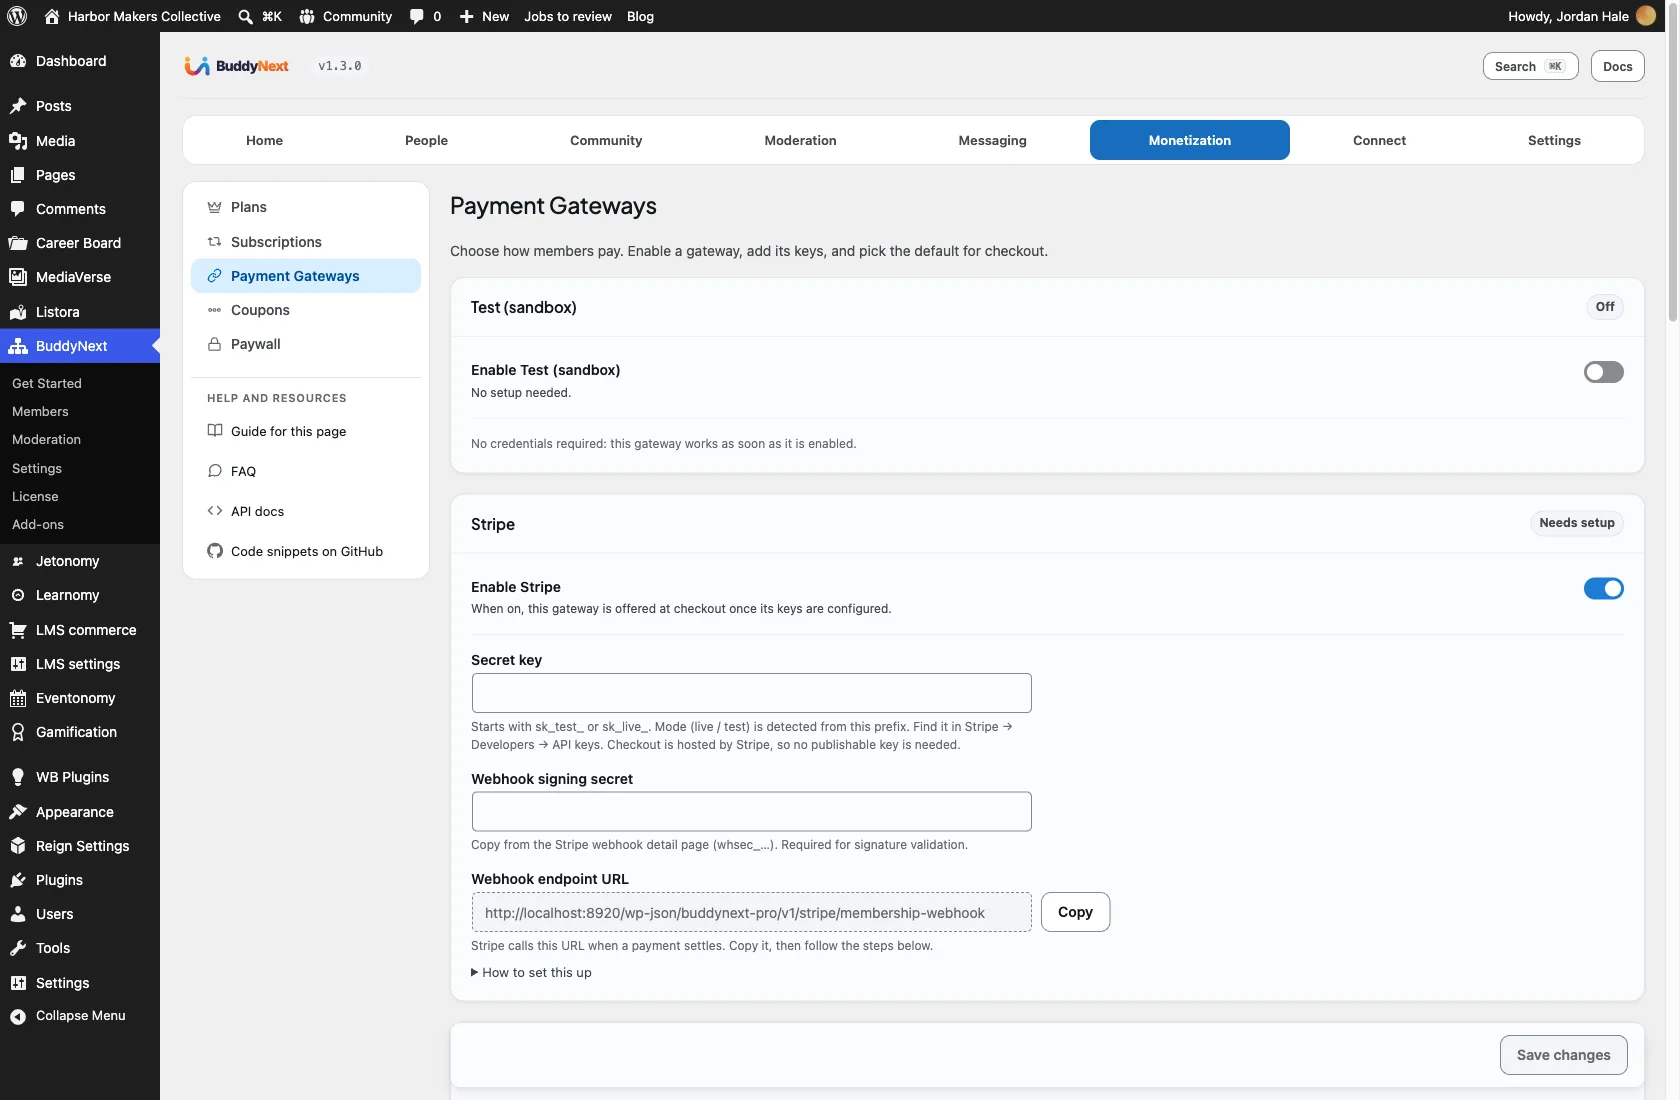 Harbor Makers Collective
⌘K
Community
0
New
Jobs to review
Blog
Howdy, Jordan Hale
Dashboard
Posts
Media
Pages
Comments
Career Board
MediaVerse
Listora
BuddyNext
Get Started
Members
Moderation
Settings
License
Add-ons
Jetonomy
Learnomy
LMS commerce
LMS settings
Eventonomy
Gamification
WB Plugins
Appearance
Reign Settings
Plugins
Users
Tools
Settings
Collapse Menu
BuddyNext
v1.3.0
Search ⌘K
Docs
Home
People
Community
Moderation
Messaging
Monetization
Connect
Settings
Plans
Subscriptions
Payment Gateways
Coupons
Paywall
HELP AND RESOURCES
Guide for this page
FAQ
API docs
Code snippets on GitHub
Payment Gateways
Choose how members pay. Enable a gateway, add its keys, and pick the default for checkout.
Test (sandbox)
Off
Enable Test (sandbox)
No setup needed.
No credentials required: this gateway works as soon as it is enabled.
Stripe
Needs setup
Enable Stripe
When on, this gateway is offered at checkout once its keys are configured.
Secret key
Starts with sk_test_ or sk_live_. Mode (live / test) is detected from this prefix. Find it in Stripe →
Developers → API keys. Checkout is hosted by Stripe, so no publishable key is needed.
Webhook signing secret
Copy from the Stripe webhook detail page (whsec_…). Required for signature validation.
Webhook endpoint URL
http://localhost:8920/wp-json/buddynext-pro/v1/stripe/membership-webhook
Copy
Stripe calls this URL when a payment settles. Copy it, then follow the steps below.
How to set this up
Save changes